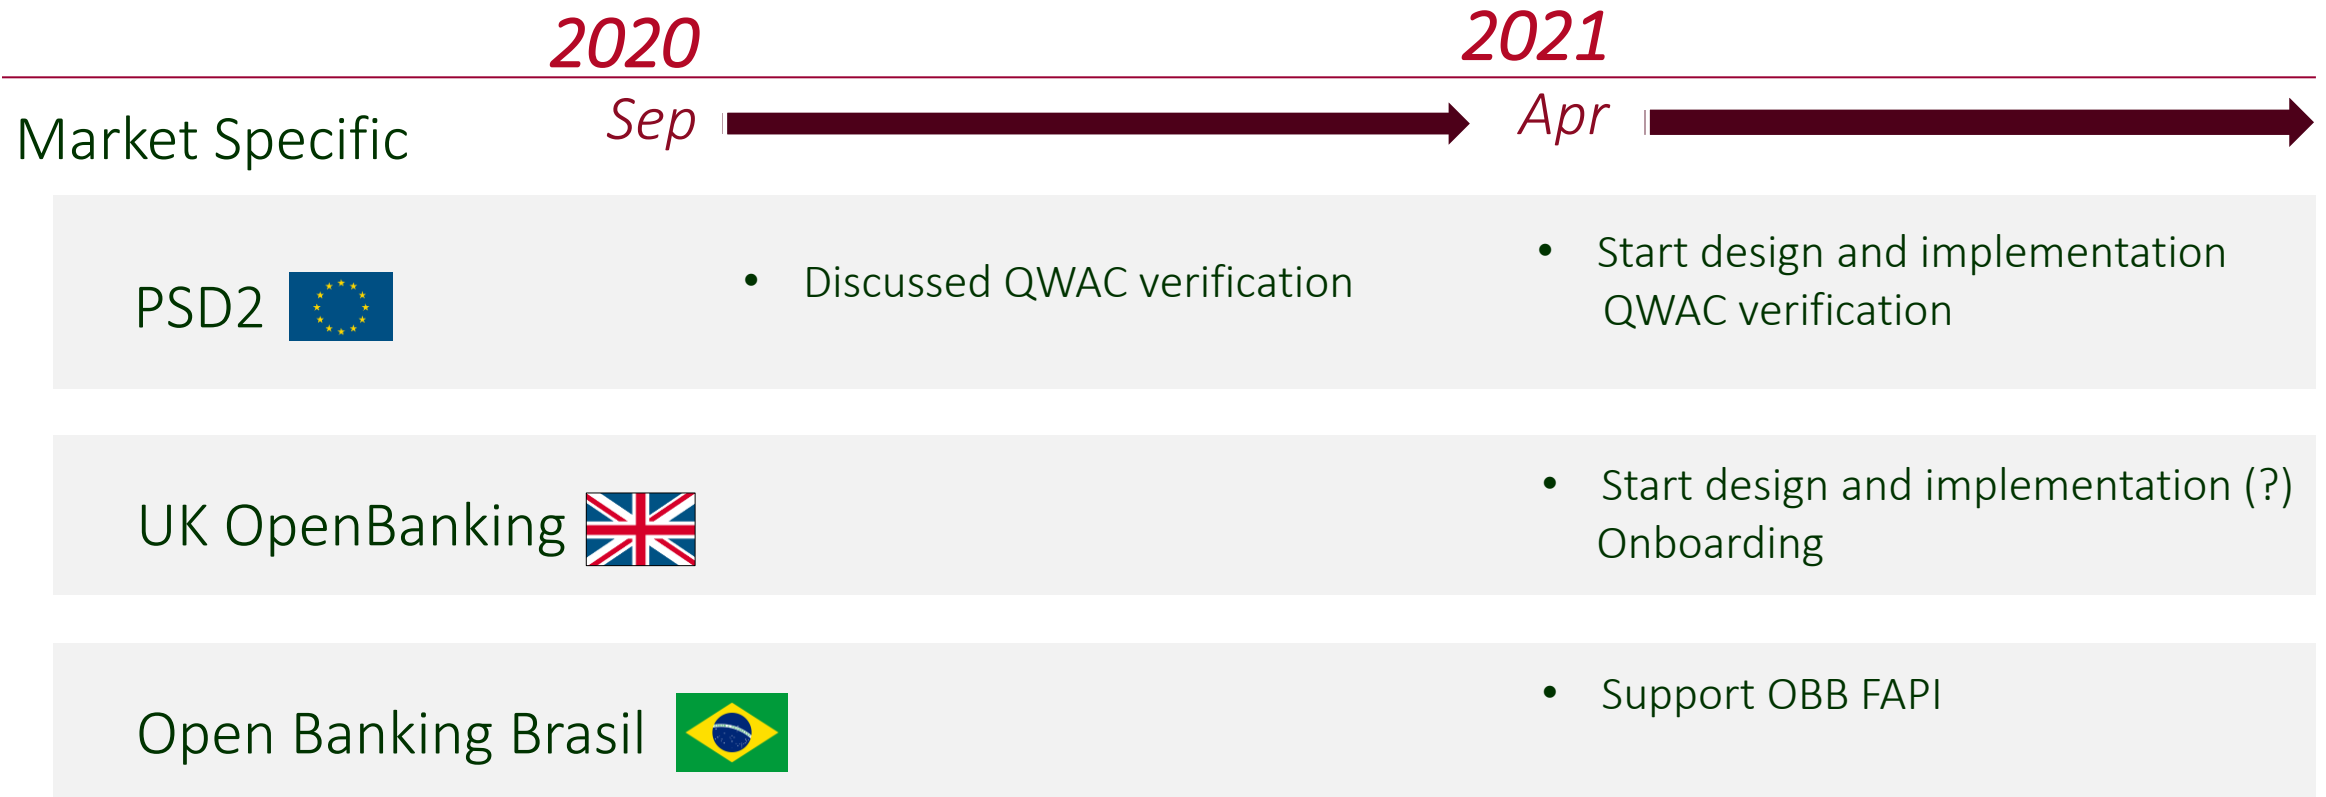 2020
2021
Market Specific
Sep
Apr
PSD2
• Discussed QWAC verification
• Start design and implementation
QWAC verification
UK OpenBanking
• Start design and implementation (?)
Onboarding
Open Banking Brasil
• Support OBB FAPI